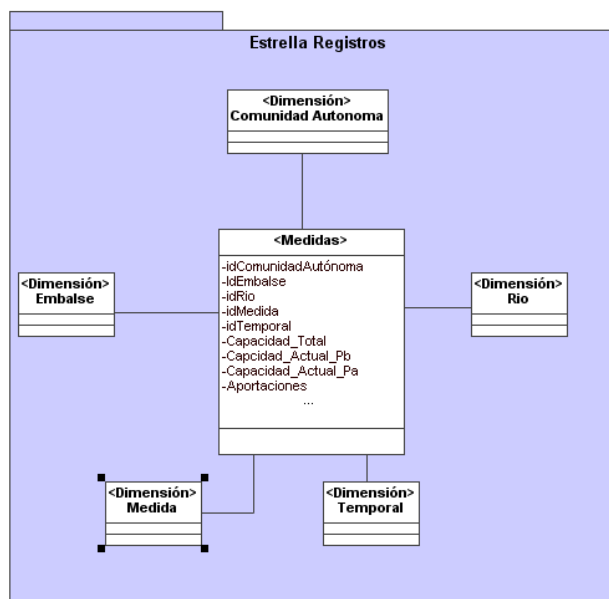 Estrella Registros
<Dimensión>
Comunidad Autonoma
<Medidas>
-idComunidadAutónoma
-IdEmbalse
-idRio
-idMedida
-idTemporal
-Capacidad_Total
-Capcidad_Actual_Pb
-Capacidad_Actual_Pa
-Aportaciones
...
<Dimensión>
Embalse
<Dimensión>
Rio
<Dimensión>
Medida
<Dimensión>
Temporal